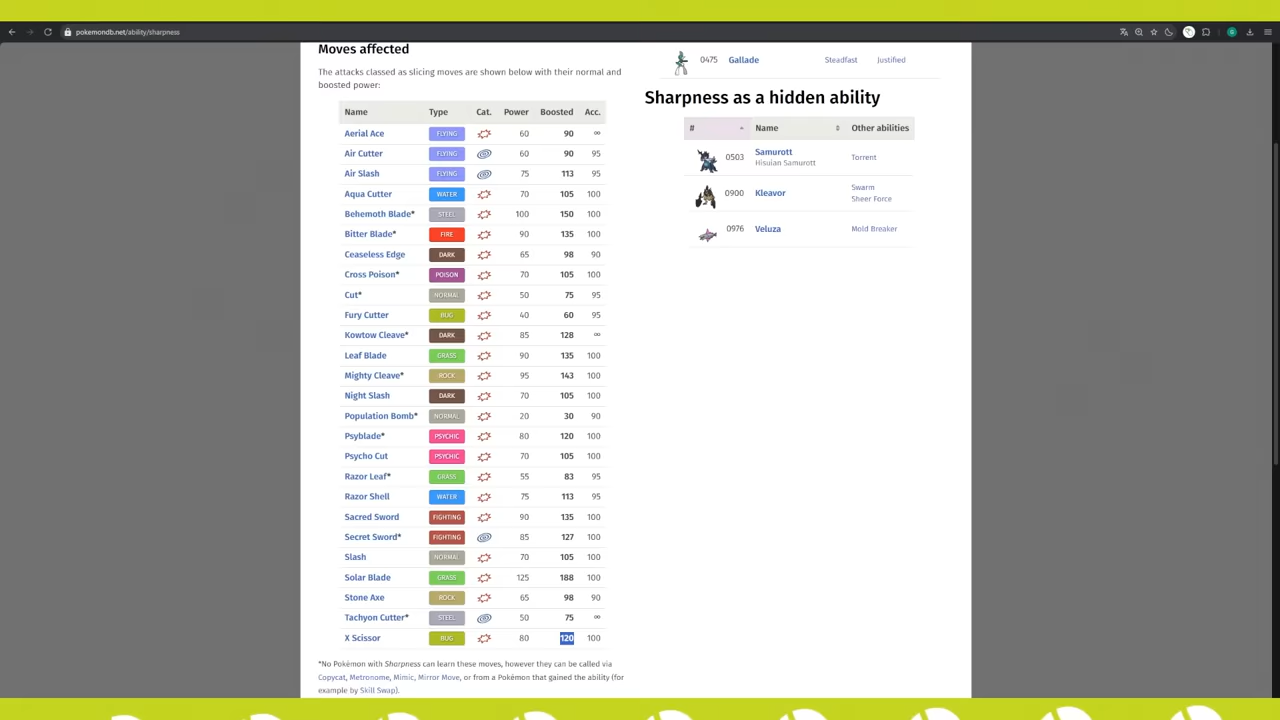 pokemondb.net/ability/sharpness
Moves affected
The attacks classed as slicing moves are shown below with their normal and
boosted power:
Name Type Cat. Power Boosted Acc.
Aerial Ace FLYING 60 90 ∞
Air Cutter FLYING 60 90 95
Air Slash FLYING 75 113 95
Aqua Cutter WATER 70 105 100
Behemoth Blade* STEEL 100 150 100
Bitter Blade* FIRE 90 135 100
Ceaseless Edge DARK 65 98 90
Cross Poison* POISON 70 105 100
Cut* NORMAL 50 75 95
Fury Cutter BUG 40 60 95
Kowtow Cleave* DARK 85 128 ∞
Leaf Blade GRASS 90 135 100
Mighty Cleave* ROCK 95 143 100
Night Slash DARK 70 105 100
Population Bomb* NORMAL 20 30 90
Psyblade* PSYCHIC 80 120 100
Psycho Cut PSYCHIC 70 105 100
Razor Leaf* GRASS 55 83 95
Razor Shell WATER 75 113 95
Sacred Sword FIGHTING 90 135 100
Secret Sword* FIGHTING 85 127 100
Slash NORMAL 70 105 100
Solar Blade GRASS 125 188 100
Stone Axe ROCK 65 98 90
Tachyon Cutter* STEEL 50 75 ∞
X Scissor BUG 80 120 100
*No Pokémon with Sharpness can learn these moves, however they can be called via
Copycat, Metronome, Mimic, Mirror Move, or from a Pokémon that gained the ability (for
example by Skill Swap).
0475 Gallade Steadfast Justified
Sharpness as a hidden ability
# Name Other abilities
0503 Samurott Torrent
Hisuian Samurott
0900 Kleavor Swarm
Sheer Force
0976 Veluza Mold Breaker